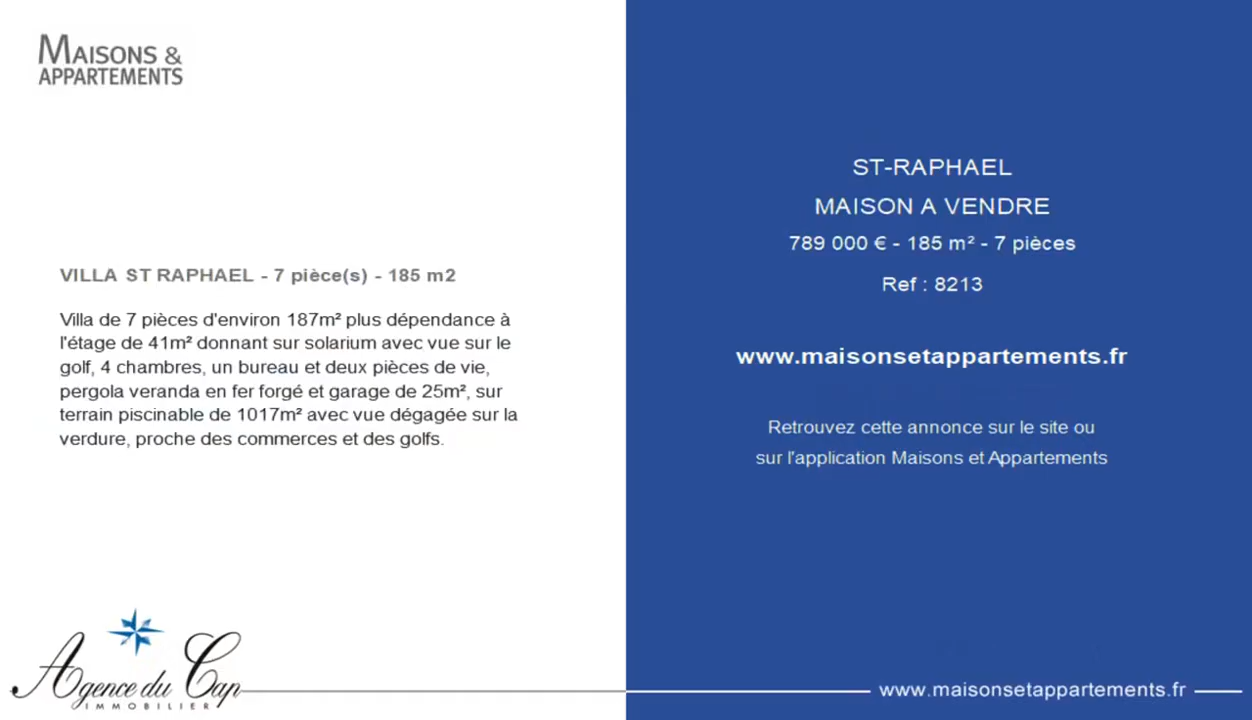 MAISONS &
APPARTEMENTS
VILLA ST RAPHAEL - 7 pièce(s) - 185 m2
Villa de 7 pièces d'environ 187m² plus dépendance à
l'étage de 41m² donnant sur solarium avec vue sur le
golf, 4 chambres, un bureau et deux pièces de vie,
pergola veranda en fer forgé et garage de 25m², sur
terrain piscinable de 1017m² avec vue dégagée sur la
verdure, proche des commerces et des golfs.
Agence du Cap
IMMOBILIER
ST-RAPHAEL
MAISON A VENDRE
789 000 € - 185 m² - 7 pièces
Ref : 8213
www.maisonsetappartements.fr
Retrouvez cette annonce sur le site ou
sur l'application Maisons et Appartements
www.maisonsetappartements.fr